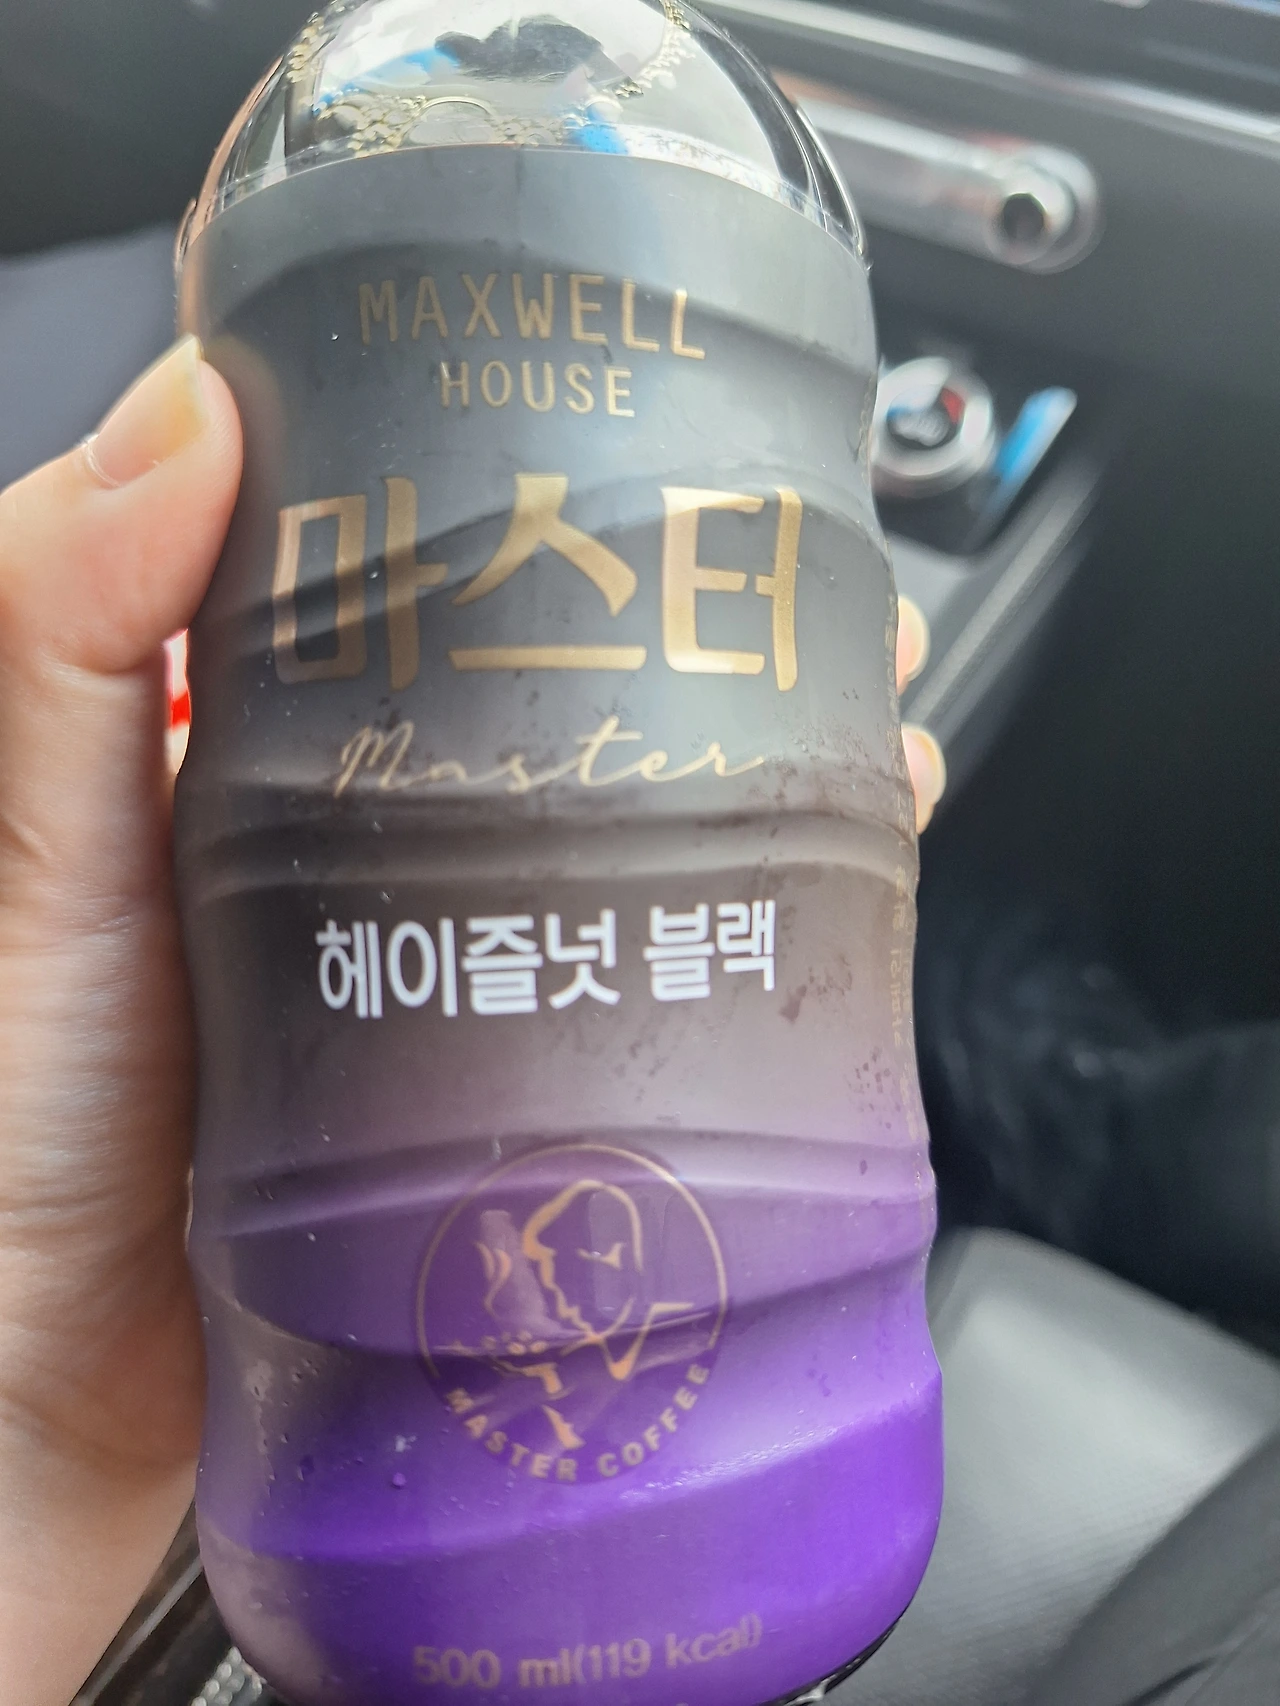 MAXWELL
HOUSE
마스터
Master
헤이즐넛 블랙
MASTER COFFEE
500 ml(119 kcal)